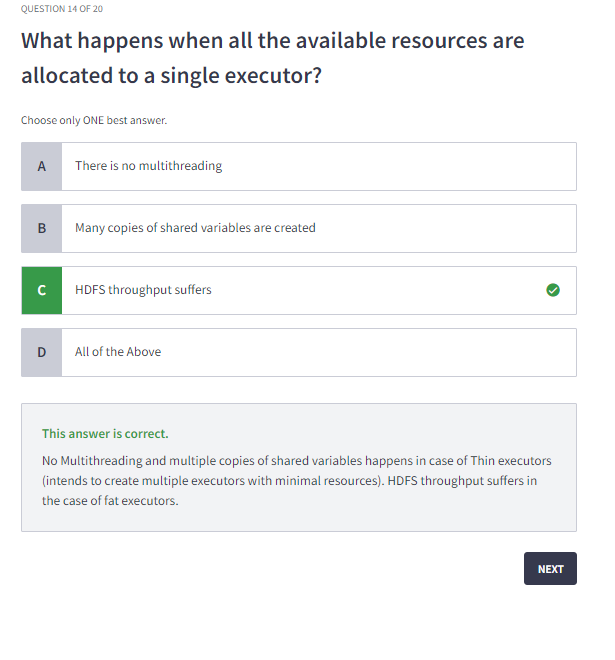 QUESTION 14 OF 20
What happens when all the available resources are
allocated to a single executor?
Choose only ONE best answer.
A There is no multithreading
B Many copies of shared variables are created
C HDFS throughput suffers
D All of the Above
This answer is correct.
No Multithreading and multiple copies of shared variables happens in case of Thin executors
(intends to create multiple executors with minimal resources). HDFS throughput suffers in
the case of fat executors.
NEXT